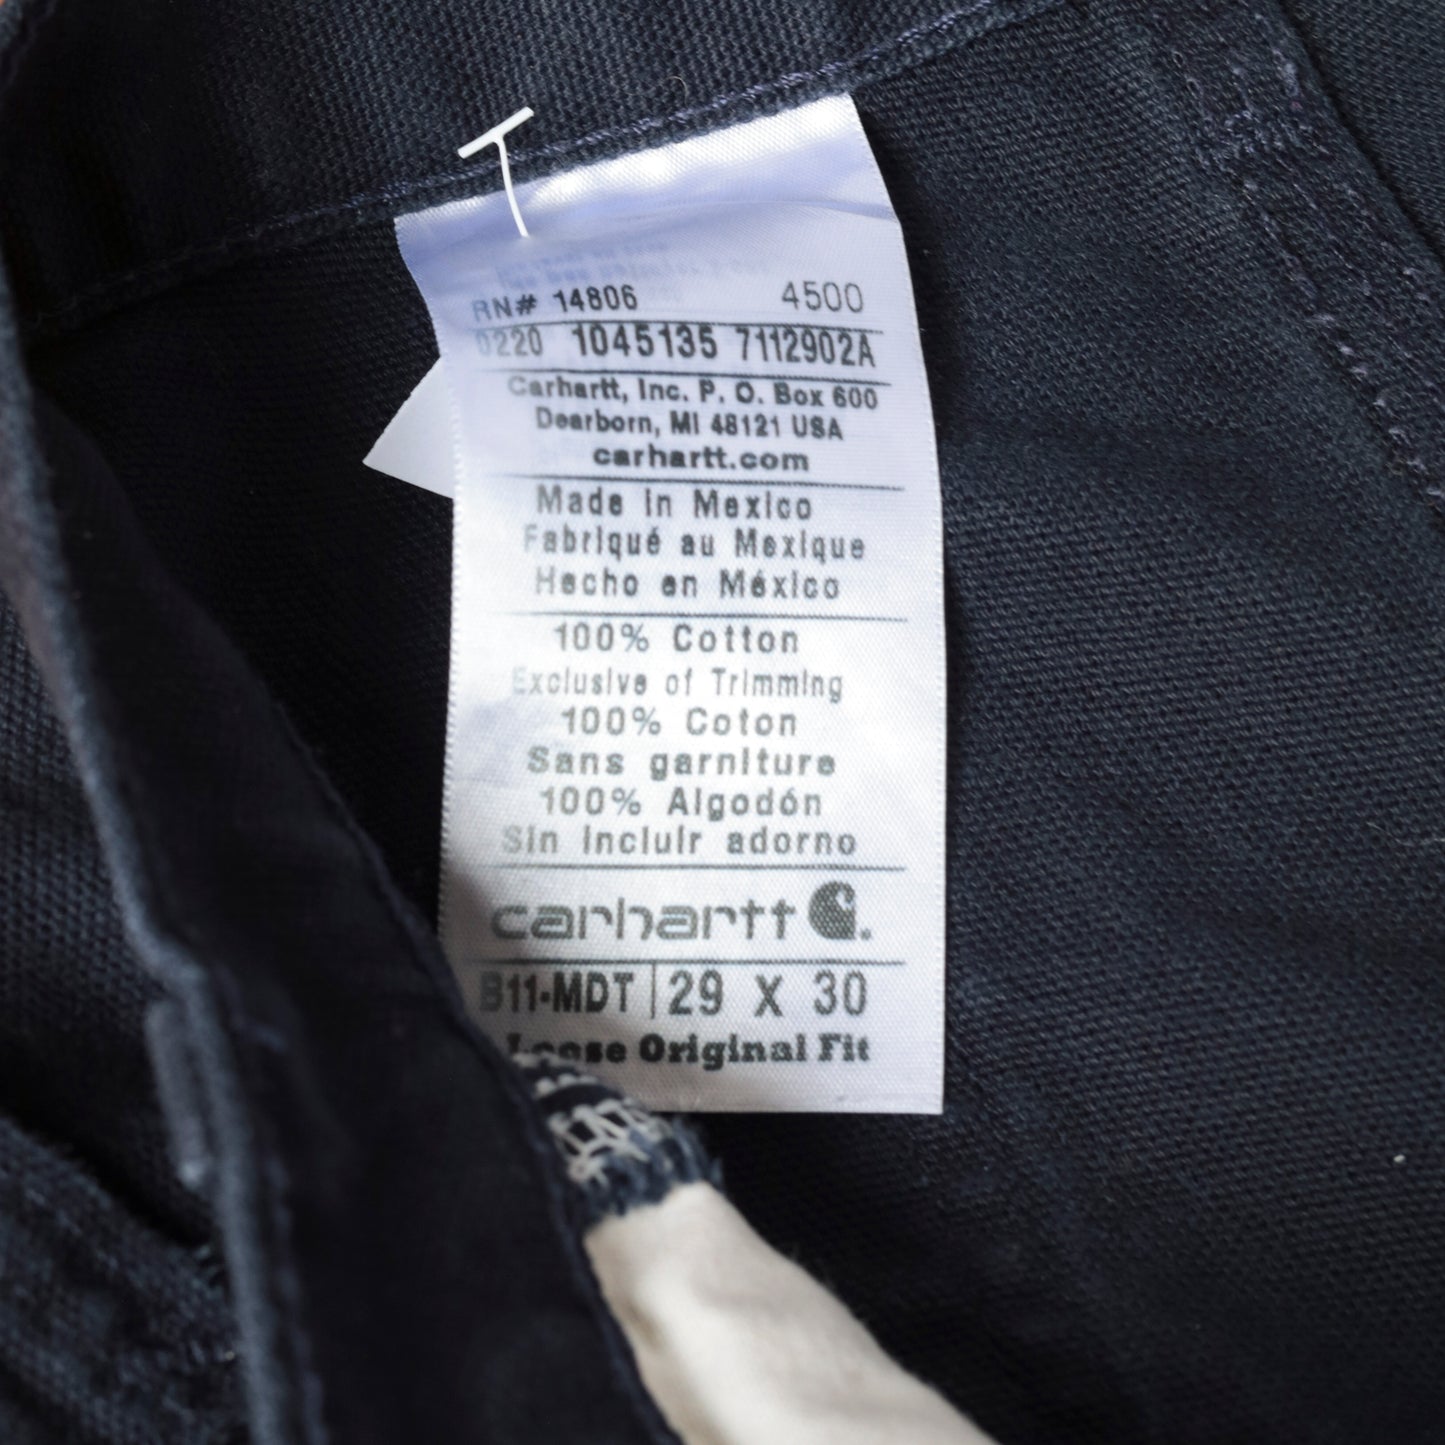 RN# 14806 4500
0220 1045135 7112902A
Carhartt, Inc. P. O. Box 600
Dearborn, MI 48121 USA
carhartt.com
Made in Mexico
Fabriqué au Mexique
Hecho en México
100% Cotton
Exclusive of Trimming
100% Coton
Sans garniture
100% Algodón
Sin incluir adorno
carhartt
B11-MDT 29 X 30
Loose Original Fit